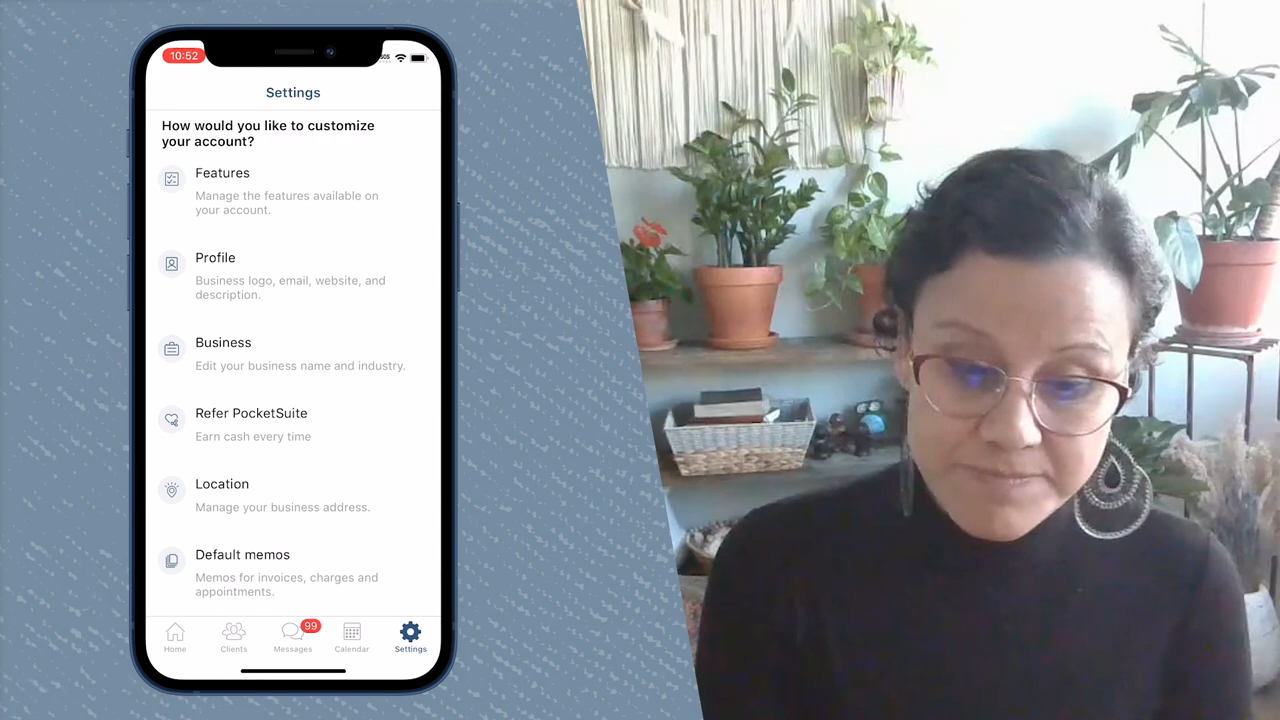 10:52
SOS
Settings
How would you like to customize
your account?
Features
Manage the features available on
your account.
Profile
Business logo, email, website, and
description.
Business
Edit your business name and industry.
Refer PocketSuite
Earn cash every time
Location
Manage your business address.
Default memos
Memos for invoices, charges and
appointments.
99
Home
Clients
Messages
Calendar
Settings